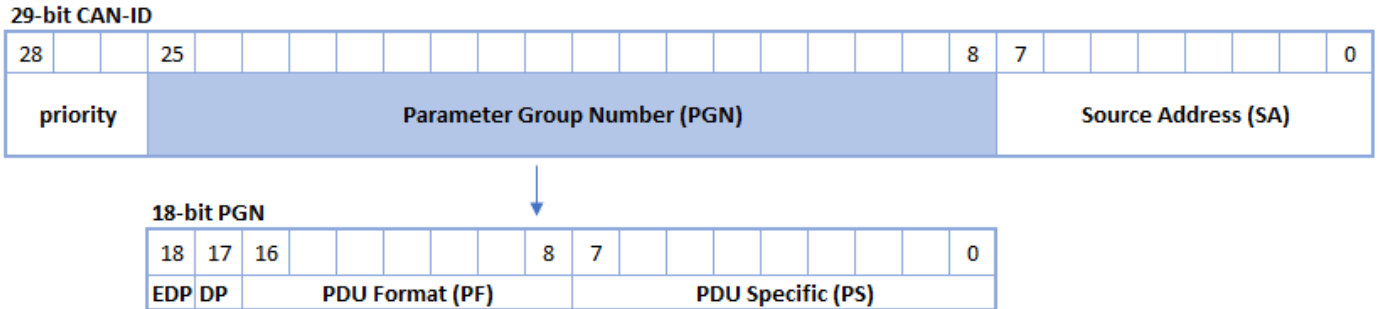 29-bit CAN-ID
28 25 8 7 0
priority Parameter Group Number (PGN) Source Address (SA)
18-bit PGN
18 17 16 8 7 0
EDP DP PDU Format (PF) PDU Specific (PS)